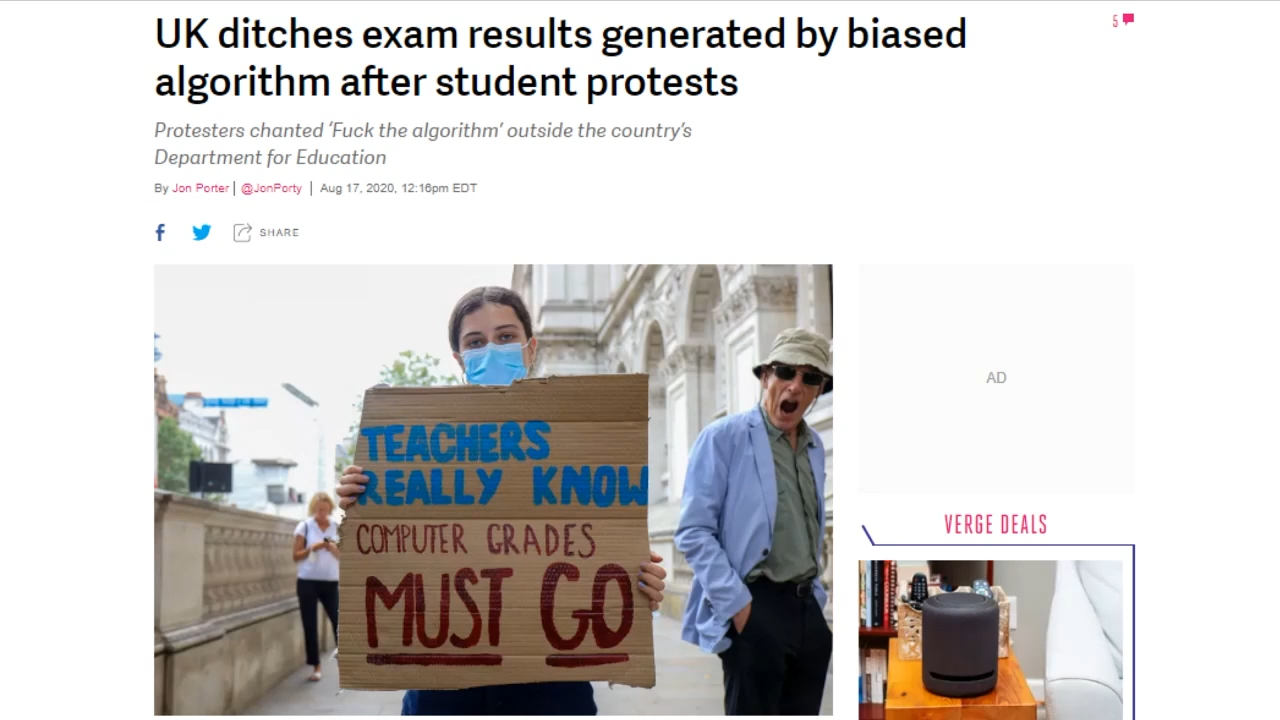 UK ditches exam results generated by biased
algorithm after student protests
5
Protesters chanted ‘Fuck the algorithm’ outside the country’s
Department for Education
By Jon Porter | @JonPorty | Aug 17, 2020, 12:16pm EDT
SHARE
TEACHERS
REALLY KNOW
COMPUTER GRADES
MUST GO
AD
VERGE DEALS